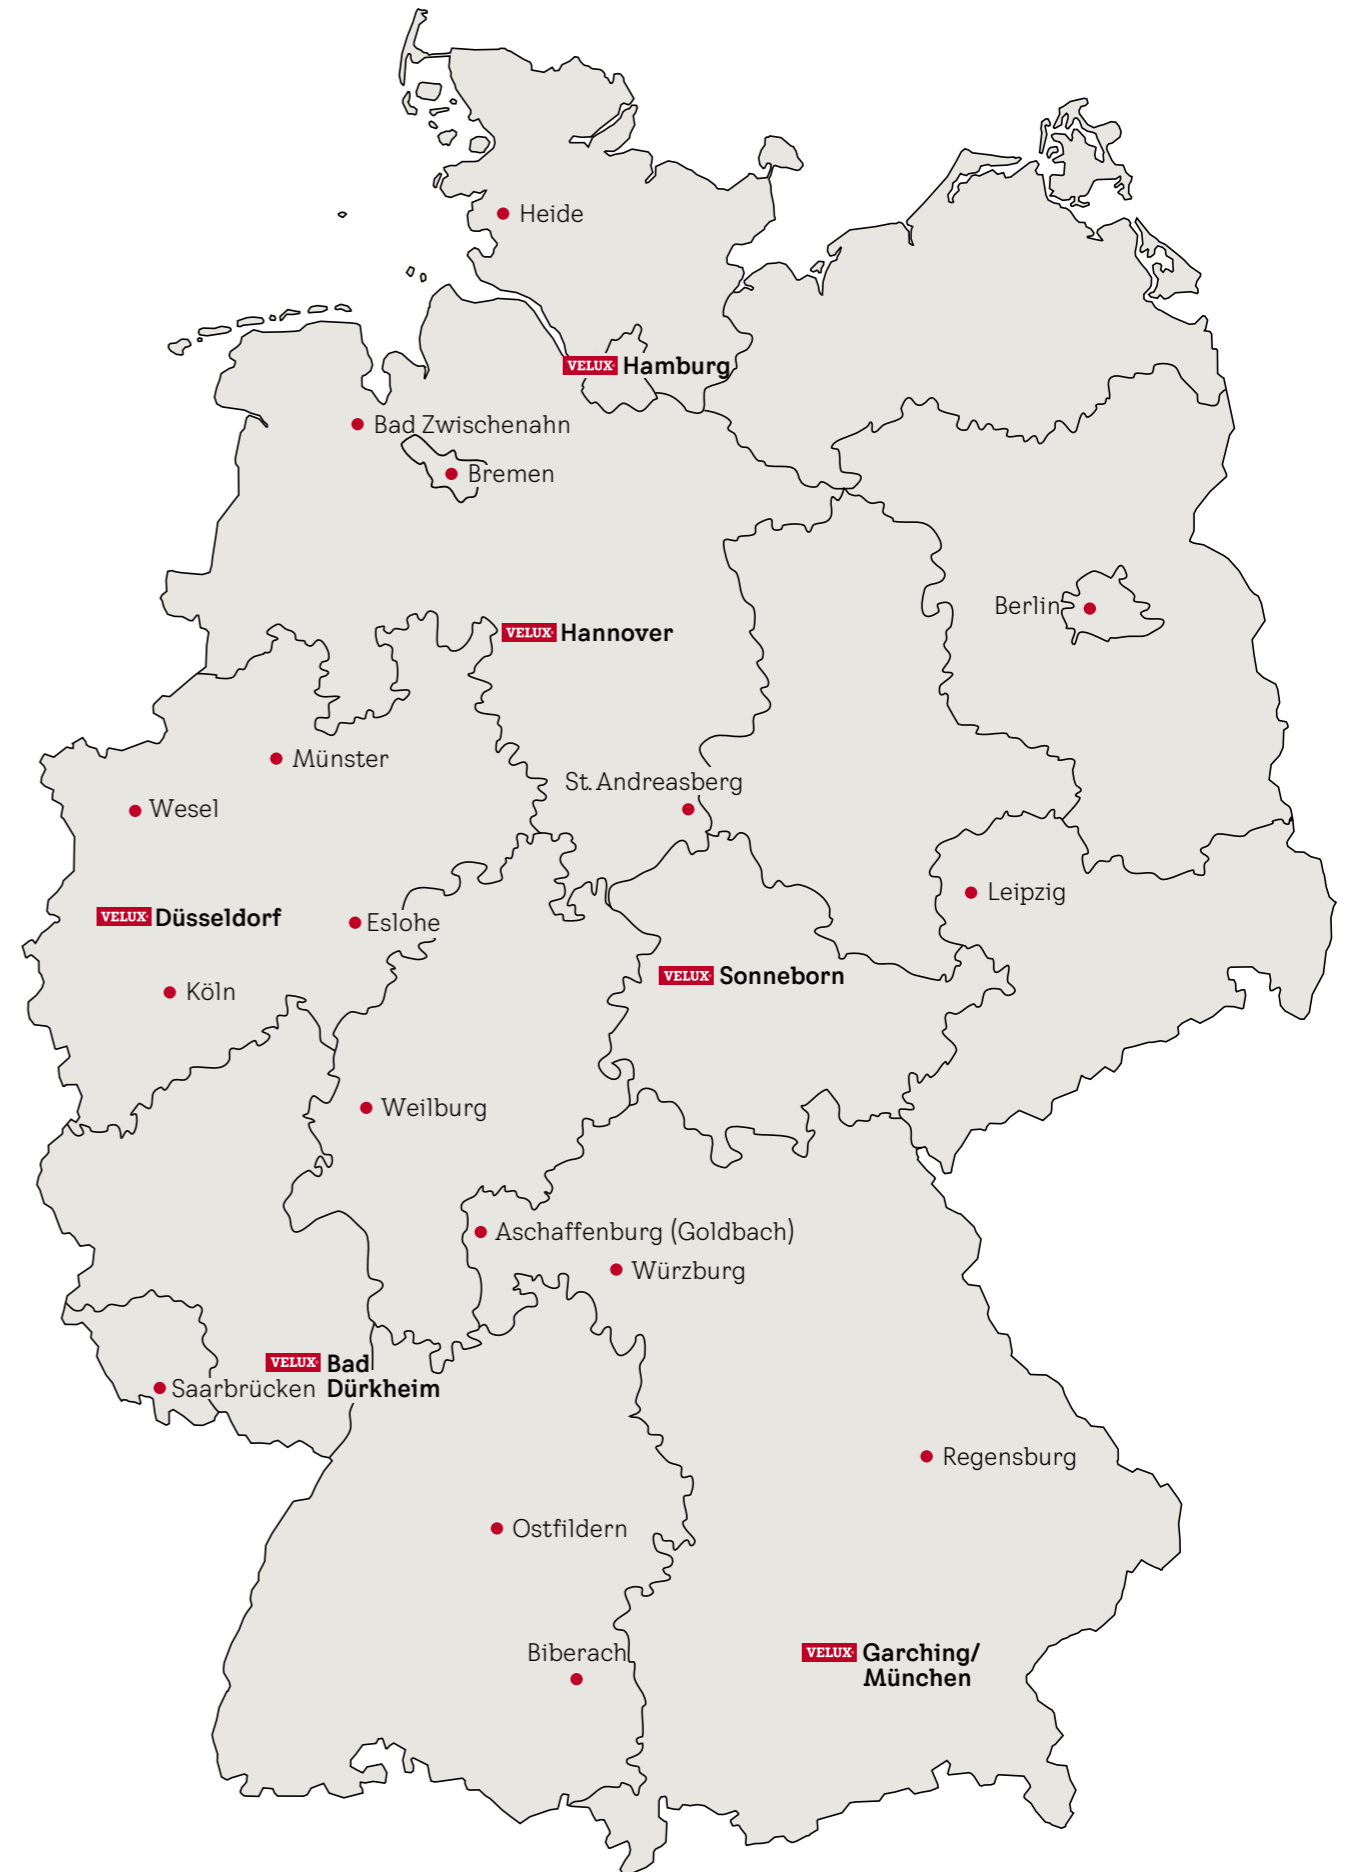 Heide
VELUX Hamburg
Bad Zwischenahn
Bremen
Berlin
VELUX Hannover
Münster
St. Andreasberg
Wesel
Leipzig
VELUX Düsseldorf
Eslohe
VELUX Sonneborn
Köln
Weilburg
Aschaffenburg (Goldbach)
Würzburg
VELUX Bad
Dürkheim
Saarbrücken
Regensburg
Ostfildern
Biberach
VELUX Garching/
München